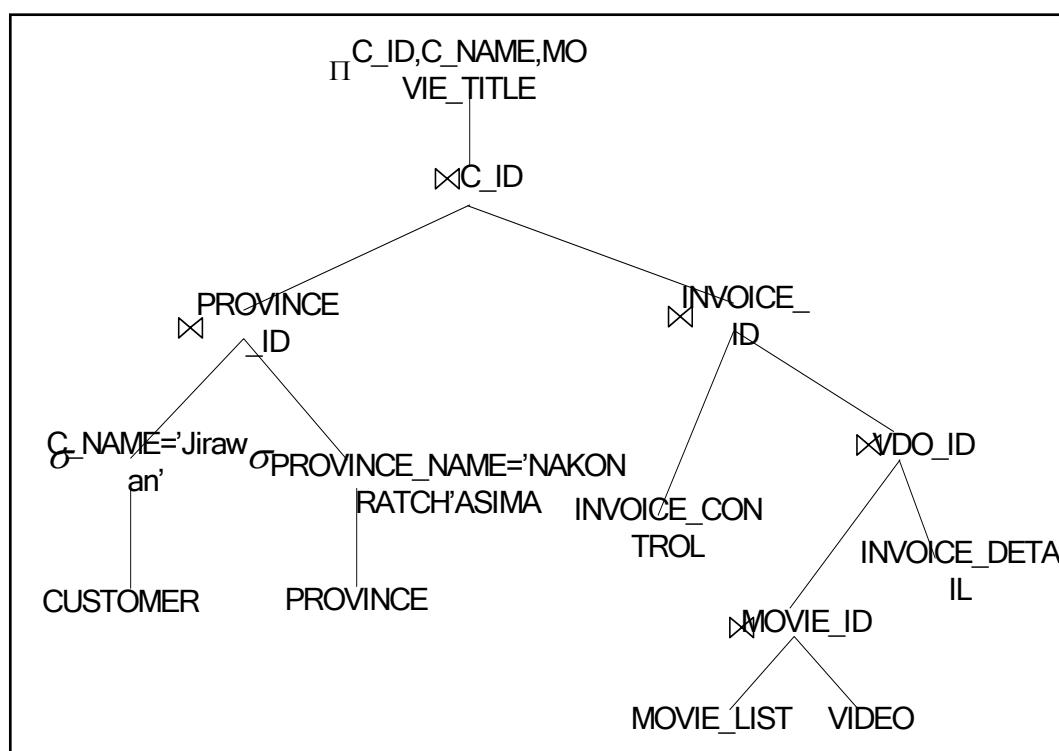 Π C_ID,C_NAME,MO
VIE_TITLE
⋈C_ID
⋈ PROVINCE
_ID
⋈ INVOICE_
ID
σ C_NAME='Jiraw
an'
σPROVINCE_NAME='NAKON
RATCH'ASIMA
⋈VDO_ID
INVOICE_CON
TROL
INVOICE_DETA
IL
CUSTOMER
PROVINCE
⋈MOVIE_ID
MOVIE_LIST
VIDEO